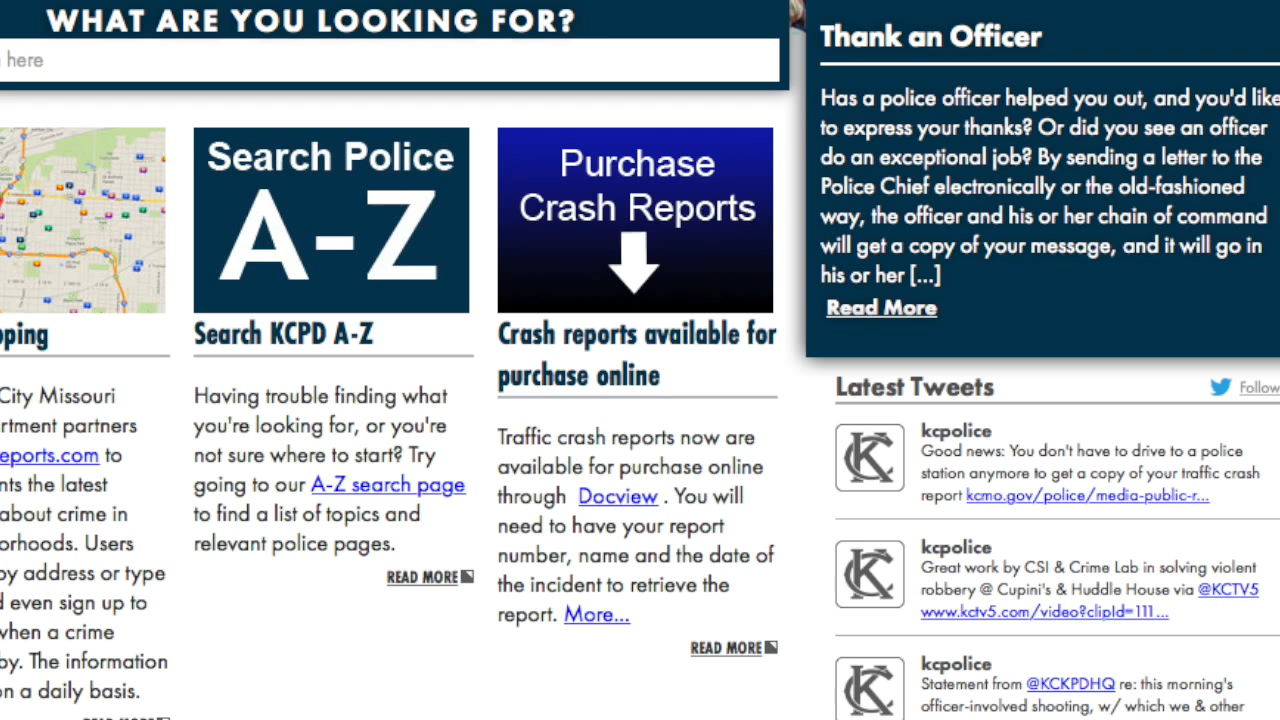 WHAT ARE YOU LOOKING FOR?
here
Search Police
A-Z
Purchase
Crash Reports
Search KCPD A-Z
Crash reports available for
purchase online
City Missouri
partners
to
the latest
about crime in
Users
by address or type
even sign up to
when a crime
by. The information
on a daily basis.
Having trouble finding what
you're looking for, or you're
not sure where to start? Try
going to our A-Z search page
to find a list of topics and
relevant police pages.
READ MORE
Traffic crash reports now are
available for purchase online
through Docview . You will
need to have your report
number, name and the date of
the incident to retrieve the
report. More...
READ MORE
Thank an Officer
Has a police officer helped you out, and you'd like
to express your thanks? Or did you see an officer
do an exceptional job? By sending a letter to the
Police Chief electronically or the old-fashioned
way, the officer and his or her chain of command
will get a copy of your message, and it will go in
his or her [...]
Read More
Latest Tweets
Follow
kcpolice
Good news: You don't have to drive to a police
station anymore to get a copy of your traffic crash
report kcmo.gov/police/media-public-r...
kcpolice
Great work by CSI & Crime Lab in solving violent
robbery @ Cupini's & Huddle House via @KCTV5
www.kctv5.com/video?clipId=111...
kcpolice
Statement from @KCKPDHQ re: this morning's
officer-involved shooting, w/ which we & other